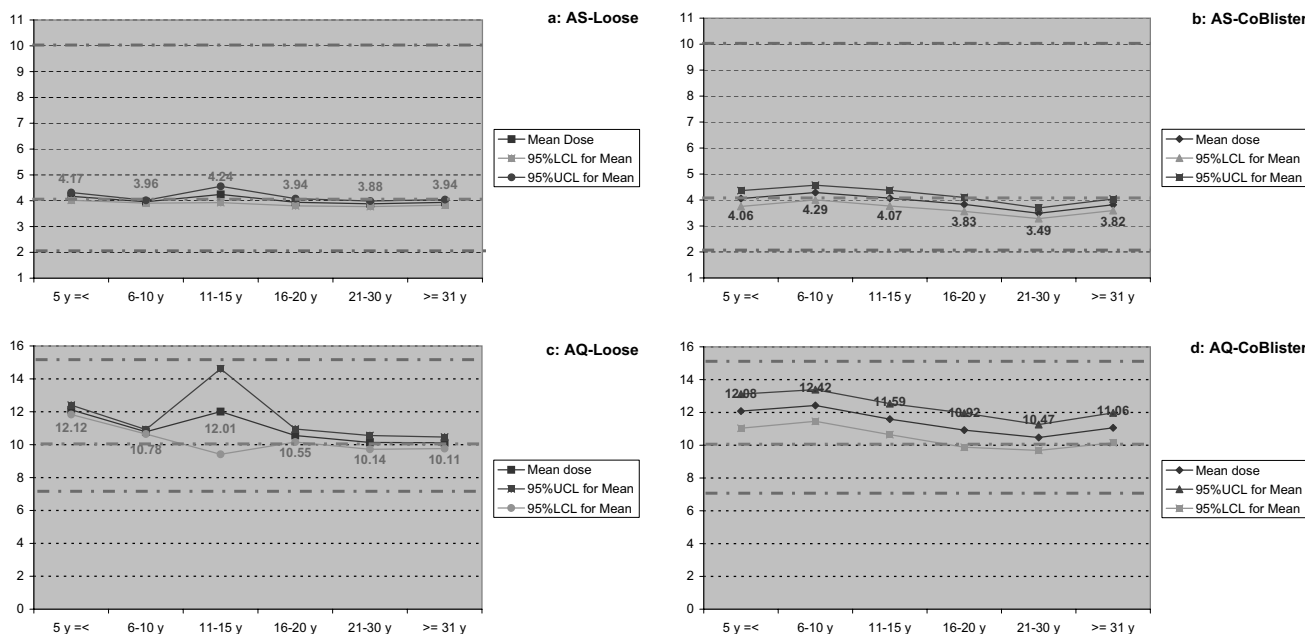 a: AS-Loose
11
10
9
8
7
6
5
4
3
2
1
4.17 3.96 4.24 3.94 3.88 3.94
5 y =< 6-10 y 11-15 y 16-20 y 21-30 y >= 31 y
Mean Dose
95%LCL for Mean
95%UCL for Mean
b: AS-CoBlister
11
10
9
8
7
6
5
4
3
2
1
4.06 4.29 4.07 3.83 3.49 3.82
5 y =< 6-10 y 11-15 y 16-20 y 21-30 y >= 31 y
Mean dose
95%LCL for Mean
95%UCL for Mean
c: AQ-Loose
16
14
12
10
8
6
4
2
0
12.12 10.78 12.01 10.55 10.14 10.11
5 y =< 6-10 y 11-15 y 16-20 y 21-30 y >= 31 y
Mean dose
95%UCL for Mean
95%LCL for Mean
d: AQ-CoBlister
16
14
12
10
8
6
4
2
0
12.08 12.42 11.59 10.92 10.47 11.06
5 y =< 6-10 y 11-15 y 16-20 y 21-30 y >= 31 y
Mean dose
95%UCL for Mean
95%LCL for Mean